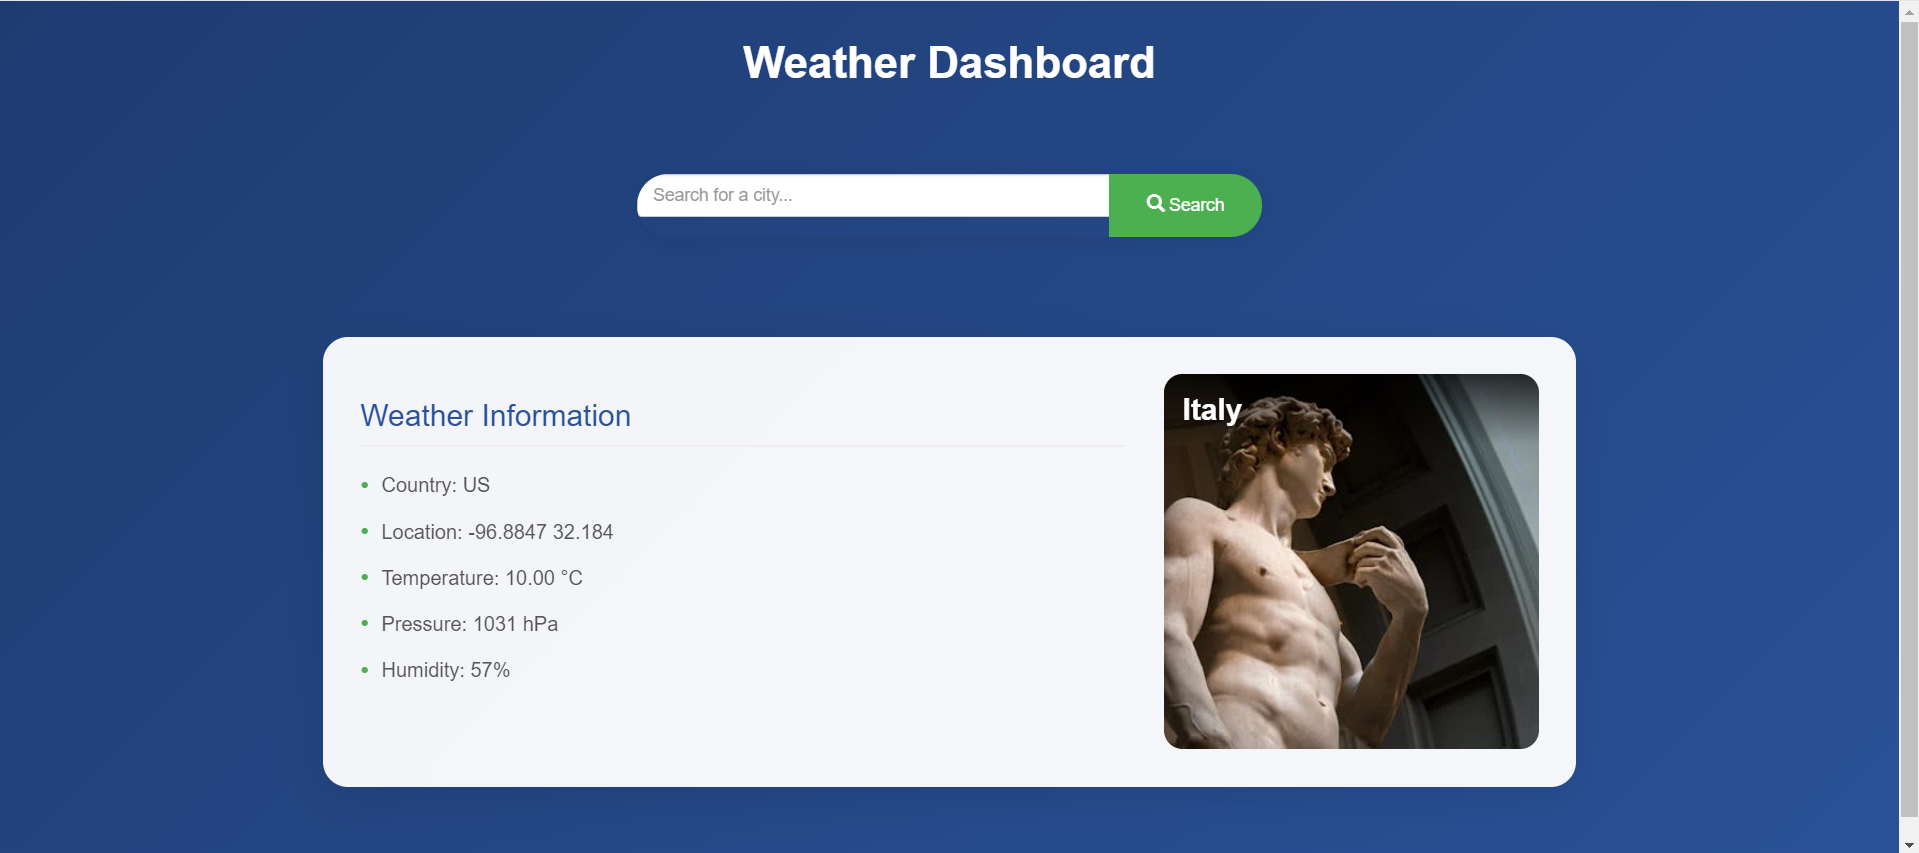 Weather Dashboard
Search for a city...
Search
Weather Information
Country: US
Location: -96.8847 32.184
Temperature: 10.00 °C
Pressure: 1031 hPa
Humidity: 57%
Italy